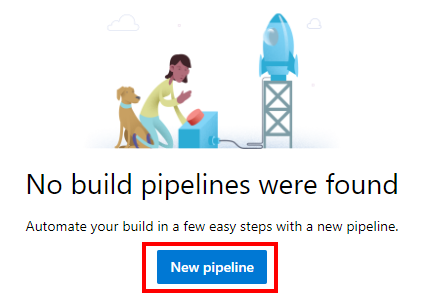 No build pipelines were found
Automate your build in a few easy steps with a new pipeline.
New pipeline